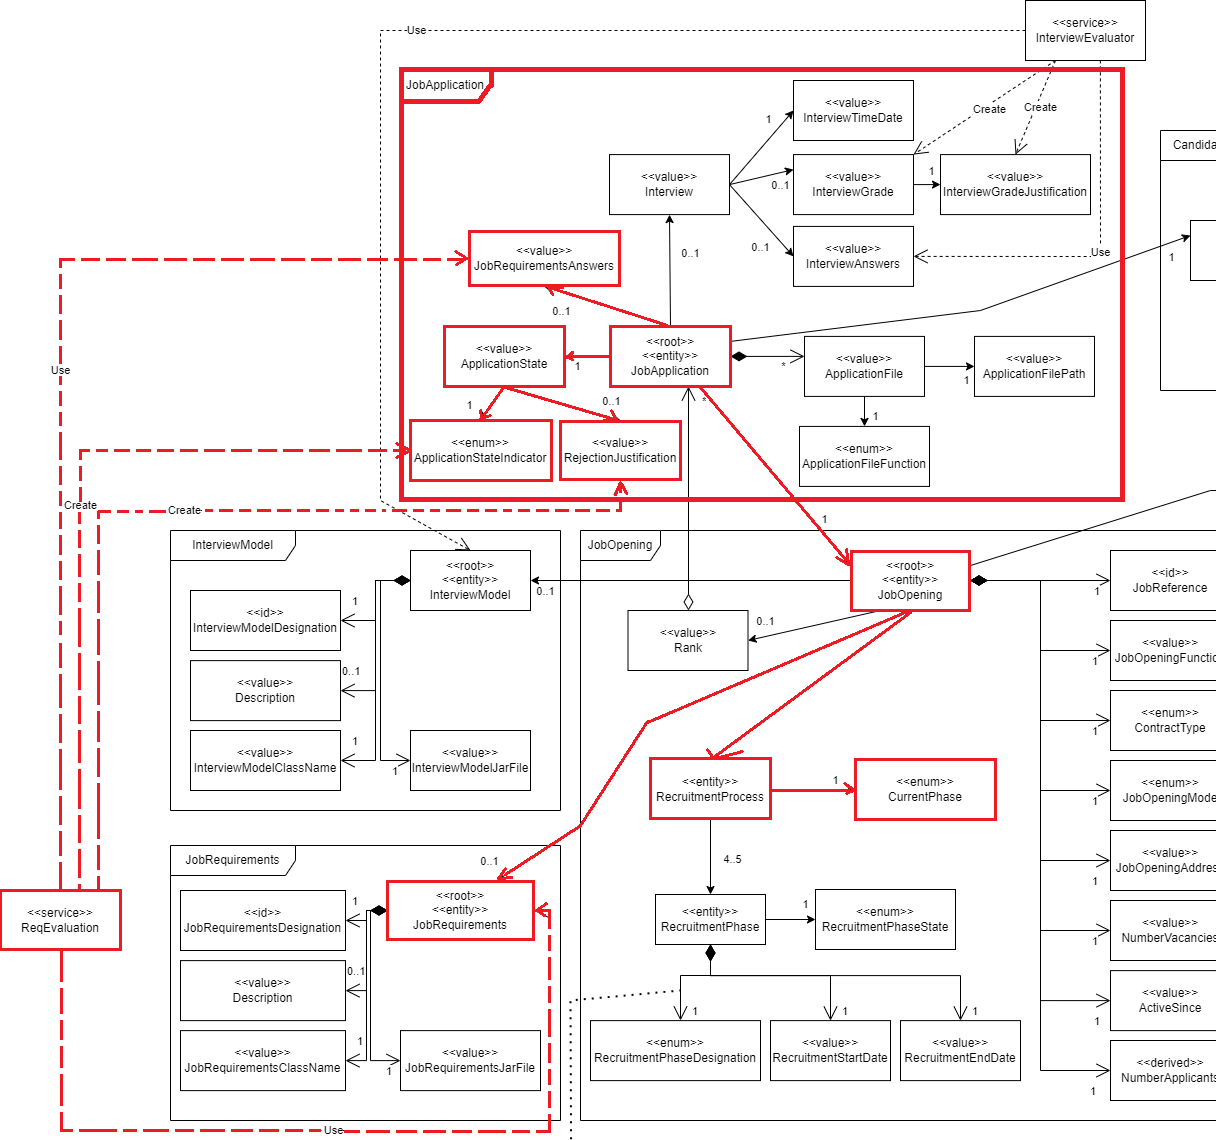 Use
<<service>>
InterviewEvaluator
JobApplication
<<value>>
InterviewTimeDate
Create
Create
1
<<value>>
Interview
0..1
<<value>>
InterviewGrade
1
<<value>>
InterviewGradeJustification
Candida
<<value>>
JobRequirementsAnswers
0..1
0..1
<<value>>
InterviewAnswers
Use
1
0..1
<<value>>
ApplicationState
1
<<root>>
<<entity>>
JobApplication
*
<<value>>
ApplicationFile
1
<<value>>
ApplicationFilePath
Use
1
0..1
*
1
<<enum>>
ApplicationStateIndicator
<<value>>
RejectionJustification
<<enum>>
ApplicationFileFunction
Create
Create
1
InterviewModel
<<root>>
<<entity>>
InterviewModel
0..1
JobOpening
<<root>>
<<entity>>
JobOpening
1
<<id>>
JobReference
1
<<id>>
InterviewModelDesignation
0..1
<<value>>
Rank
1
<<value>>
JobOpeningFunctio
0..1
<<value>>
Description
1
<<enum>>
ContractType
1
<<value>>
InterviewModelClassName
1
<<value>>
InterviewModelJarFile
<<entity>>
RecruitmentProcess
1
<<enum>>
CurrentPhase
1
<<enum>>
JobOpeningMode
JobRequirements
0..1
4..5
1
<<value>>
JobOpeningAddres
<<service>>
ReqEvaluation
1
<<id>>
JobRequirementsDesignation
<<root>>
<<entity>>
JobRequirements
<<entity>>
RecruitmentPhase
1
<<enum>>
RecruitmentPhaseState
1
<<value>>
NumberVacancies
0..1
<<value>>
Description
1
<<value>>
ActiveSince
1
<<value>>
JobRequirementsClassName
1
<<value>>
JobRequirementsJarFile
1
<<enum>>
RecruitmentPhaseDesignation
1
<<value>>
RecruitmentStartDate
1
<<value>>
RecruitmentEndDate
1
<<derived>>
NumberApplicants
Use